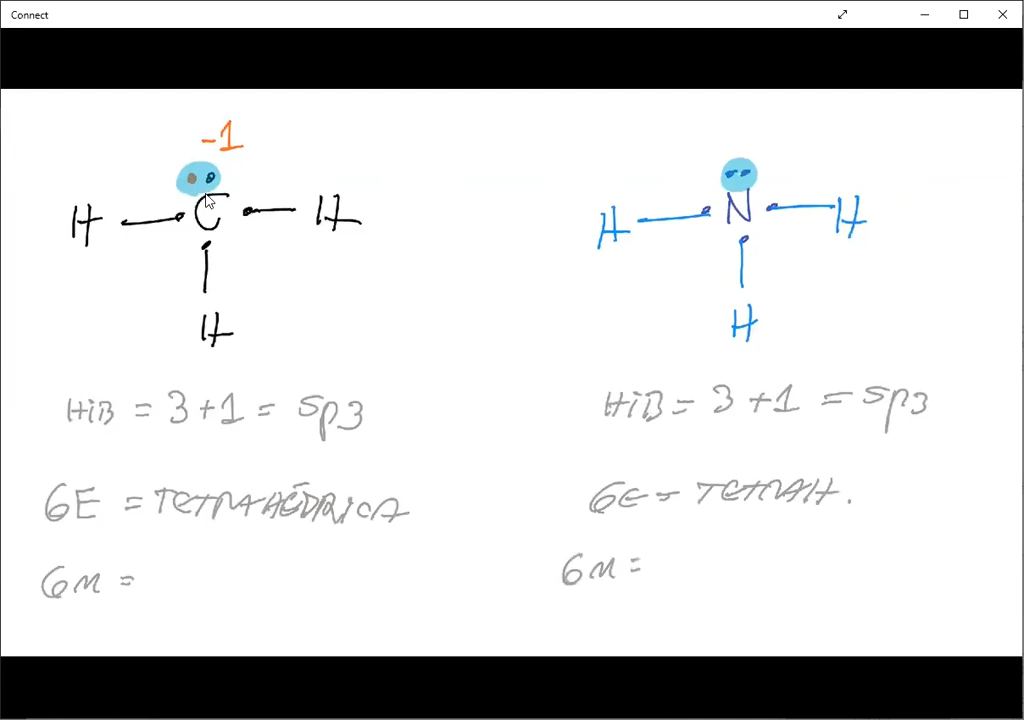 Connect
-1
H C H N H
H
H H
HiB = 3 + 1 = sp3 HiB = 3 + 1 = sp3
GE = TETRAHÉDRICA GE = TETRAH.
GM = GM =